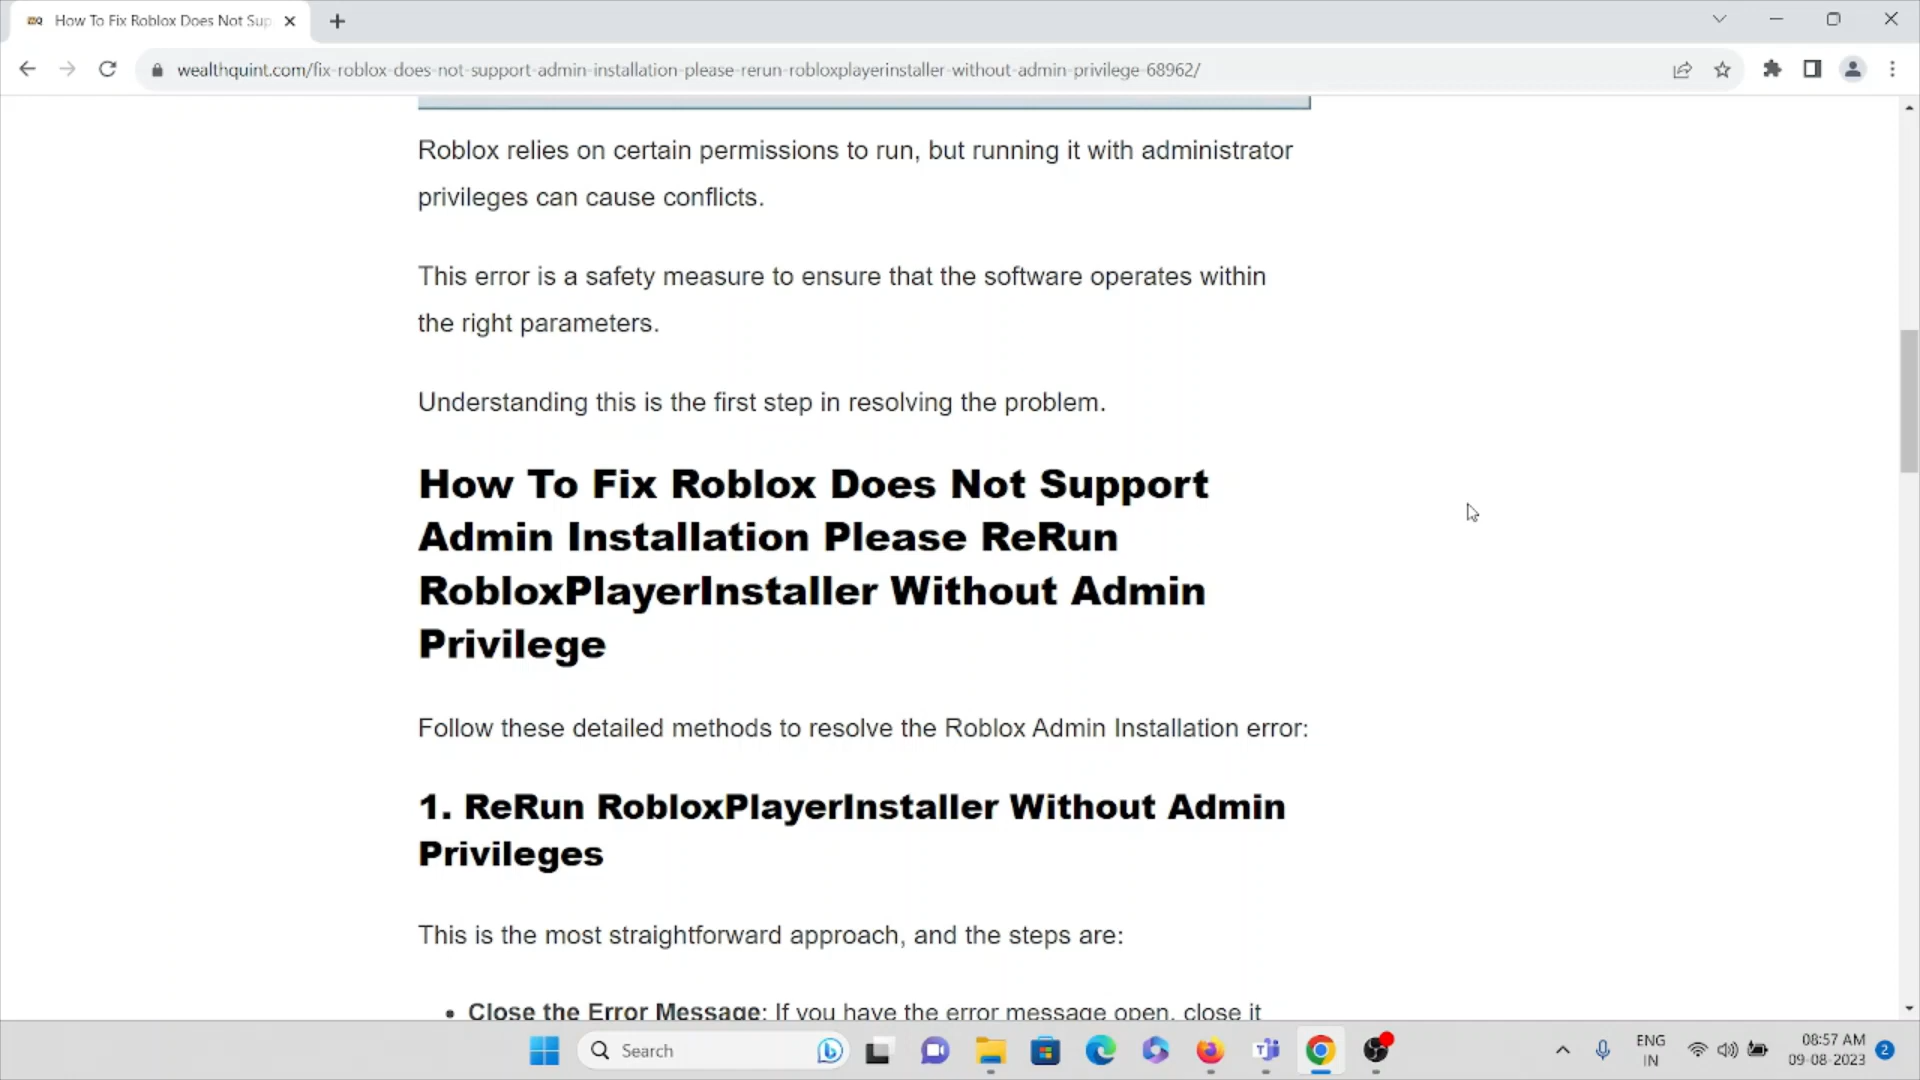 How To Fix Roblox Does Not Sup
wealthquint.com/fix-roblox-does-not-support-admin-installation-please-rerun-robloxplayerinstaller-without-admin-privilege-68962/
Roblox relies on certain permissions to run, but running it with administrator
privileges can cause conflicts.
This error is a safety measure to ensure that the software operates within
the right parameters.
Understanding this is the first step in resolving the problem.
How To Fix Roblox Does Not Support
Admin Installation Please ReRun
RobloxPlayerInstaller Without Admin
Privilege
Follow these detailed methods to resolve the Roblox Admin Installation error:
1. ReRun RobloxPlayerInstaller Without Admin
Privileges
This is the most straightforward approach, and the steps are:
• Close the Error Message: If you have the error message open, close it
Search
ENG
IN
08:57 AM
09-08-2023
2